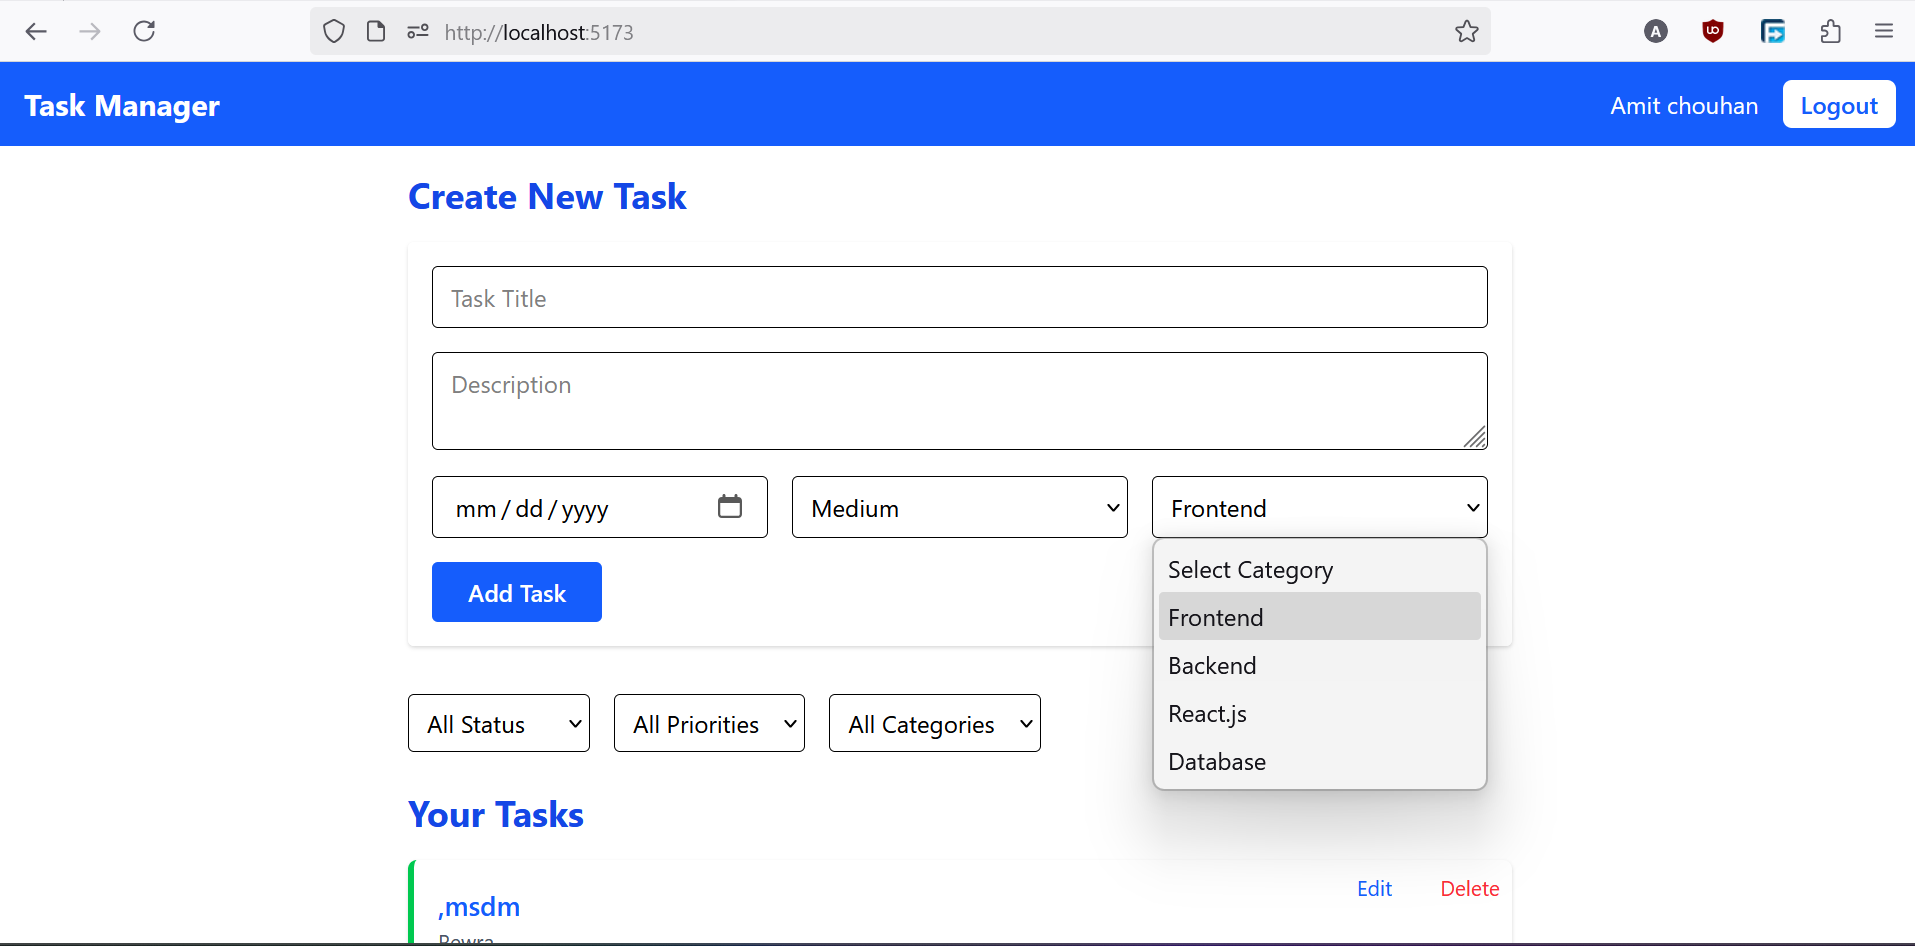 http://localhost:5173
A
Task Manager
Amit chouhan
Logout
Create New Task
Task Title
Description
mm / dd / yyyy
Medium
Frontend
Select Category
Frontend
Backend
React.js
Database
Add Task
All Status
All Priorities
All Categories
Your Tasks
,msdm
Edit
Delete